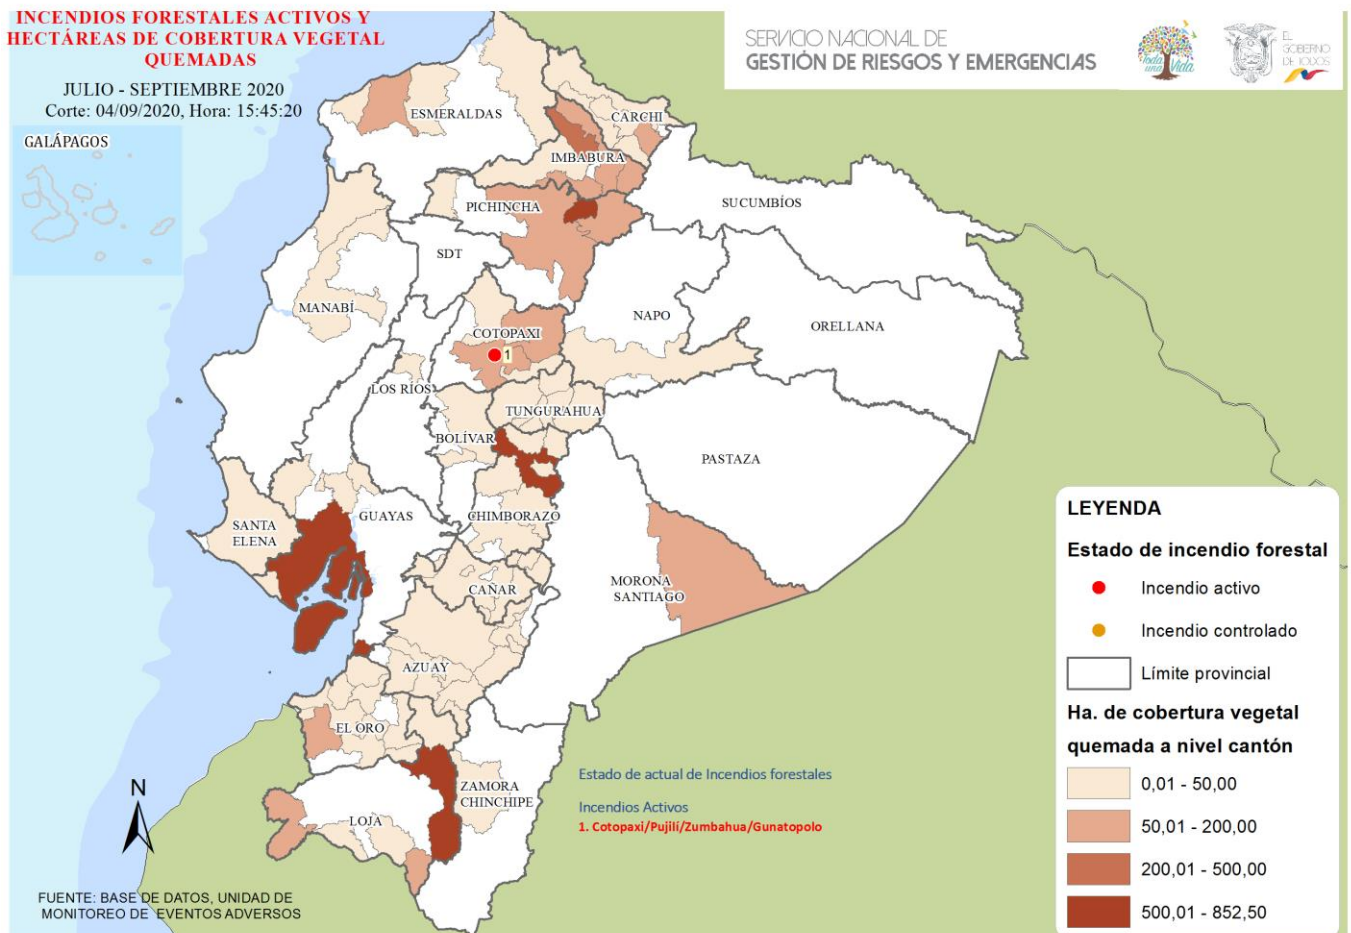 INCENDIOS FORESTALES ACTIVOS Y
HECTÁREAS DE COBERTURA VEGETAL
QUEMADAS
JULIO - SEPTIEMBRE 2020
Corte: 04/09/2020, Hora: 15:45:20
SERVICIO NACIONAL DE
GESTIÓN DE RIESGOS Y EMERGENCIAS
Toda
una Vida
EL
GOBIERNO
DE TODOS
GALÁPAGOS
ESMERALDAS
CARCHI
IMBABURA
PICHINCHA
SUCUMBÍOS
SDT
MANABÍ
NAPO
ORELLANA
COTOPAXI
1
LOS RÍOS
TUNGURAHUA
BOLÍVAR
PASTAZA
SANTA
ELENA
GUAYAS
CHIMBORAZO
CAÑAR
MORONA
SANTIAGO
AZUAY
EL ORO
ZAMORA
CHINCHIPE
LOJA
N
Estado de actual de Incendios forestales
Incendios Activos
1. Cotopaxi/Pujilí/Zumbahua/Gunatopolo
FUENTE: BASE DE DATOS, UNIDAD DE
MONITOREO DE EVENTOS ADVERSOS
LEYENDA
Estado de incendio forestal
Incendio activo
Incendio controlado
Límite provincial
Ha. de cobertura vegetal
quemada a nivel cantón
0,01 - 50,00
50,01 - 200,00
200,01 - 500,00
500,01 - 852,50